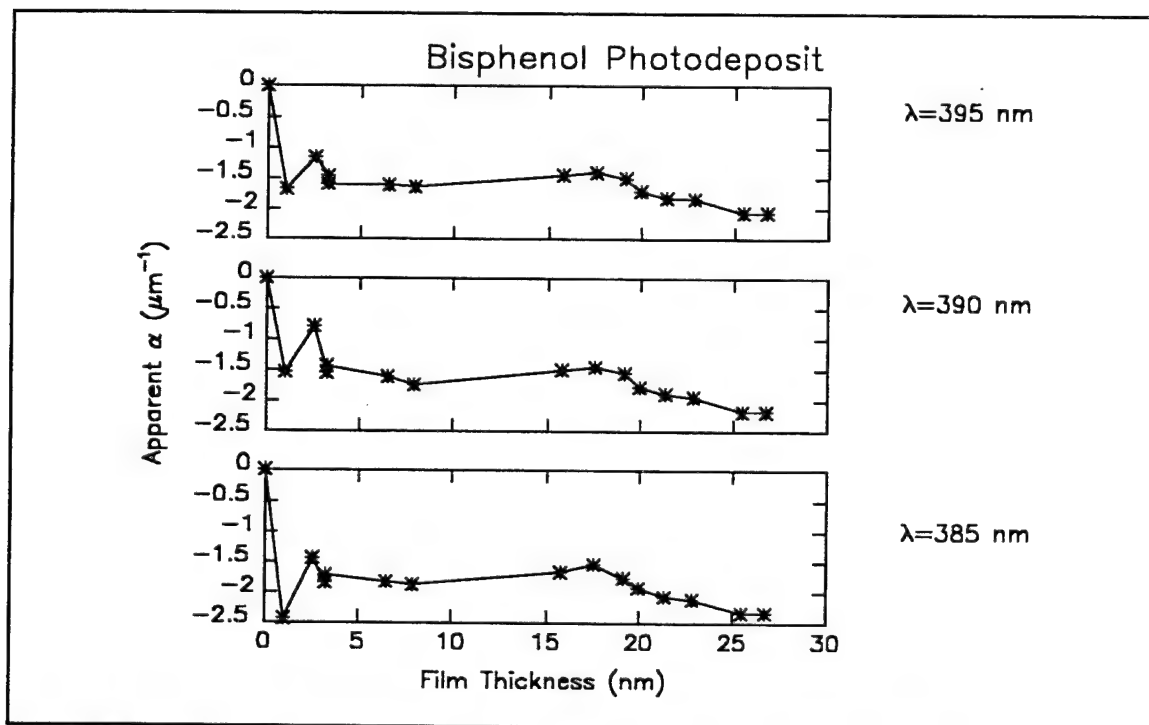 Bisphenol Photodeposit
0
−0.5
−1
−1.5
−2
−2.5
λ=395 nm
0
−0.5
−1
−1.5
−2
−2.5
λ=390 nm
Apparent α (μm⁻¹)
0
−0.5
−1
−1.5
−2
−2.5
λ=385 nm
0 5 10 15 20 25 30
Film Thickness (nm)